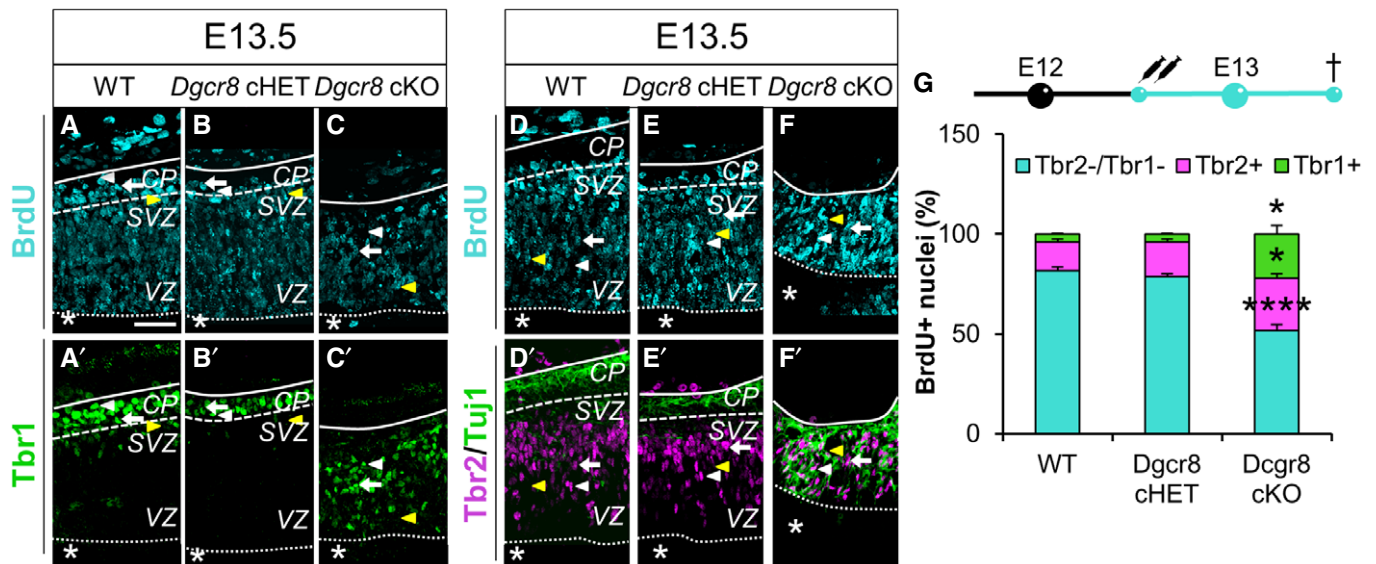 E13.5
WT Dgcr8 cHET Dgcr8 cKO
BrdU
A B C
CP CP
SVZ SVZ
VZ VZ VZ
* * *
Tbr1
A′ B′ C′
CP CP
SVZ SVZ
VZ VZ VZ
* * *
E13.5
WT Dgcr8 cHET Dgcr8 cKO
BrdU
D E F
CP CP
SVZ SVZ
VZ VZ
* * *
Tbr2/Tuj1
D′ E′ F′
CP CP
SVZ SVZ
VZ VZ
* * *
G
E12 E13 †
BrdU+ nuclei (%)
150
100
50
0
Tbr2-/Tbr1- Tbr2+ Tbr1+
*
*
****
WT Dgcr8 Dcgr8
cHET cKO